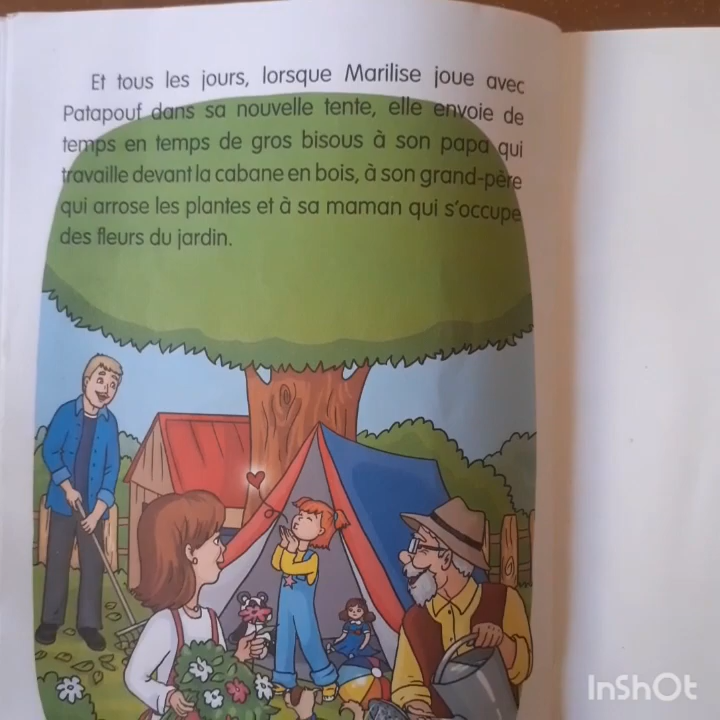 Et tous les jours, lorsque Marilise joue avec
Patapouf dans sa nouvelle tente, elle envoie de
temps en temps de gros bisous à son papa qui
travaille devant la cabane en bois, à son grand-père
qui arrose les plantes et à sa maman qui s'occupe
des fleurs du jardin.
InShOt